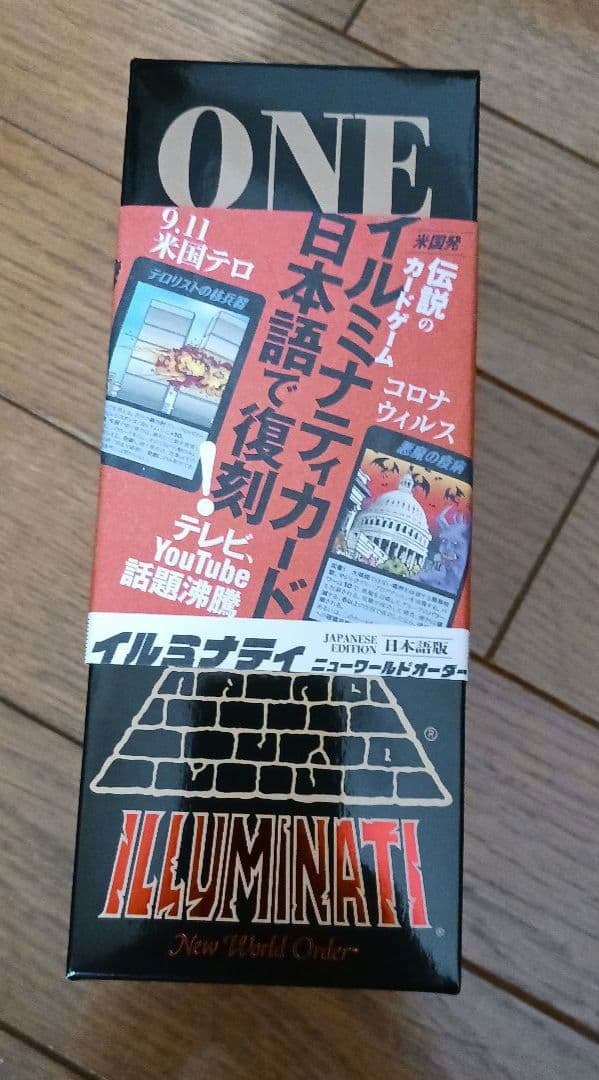 ONE
米国発
伝説の
カードゲーム
イルミナティカード
日本語で復刻
！
9.11
米国テロ
テロリストの核兵器
コロナ
ウィルス
悪魔の疫病
テレビ、
YouTube
話題沸騰
イルミナティ
JAPANESE
EDITION
日本語版
ニューワールドオーダー
®
ILLUMINATI
®
New World Order™